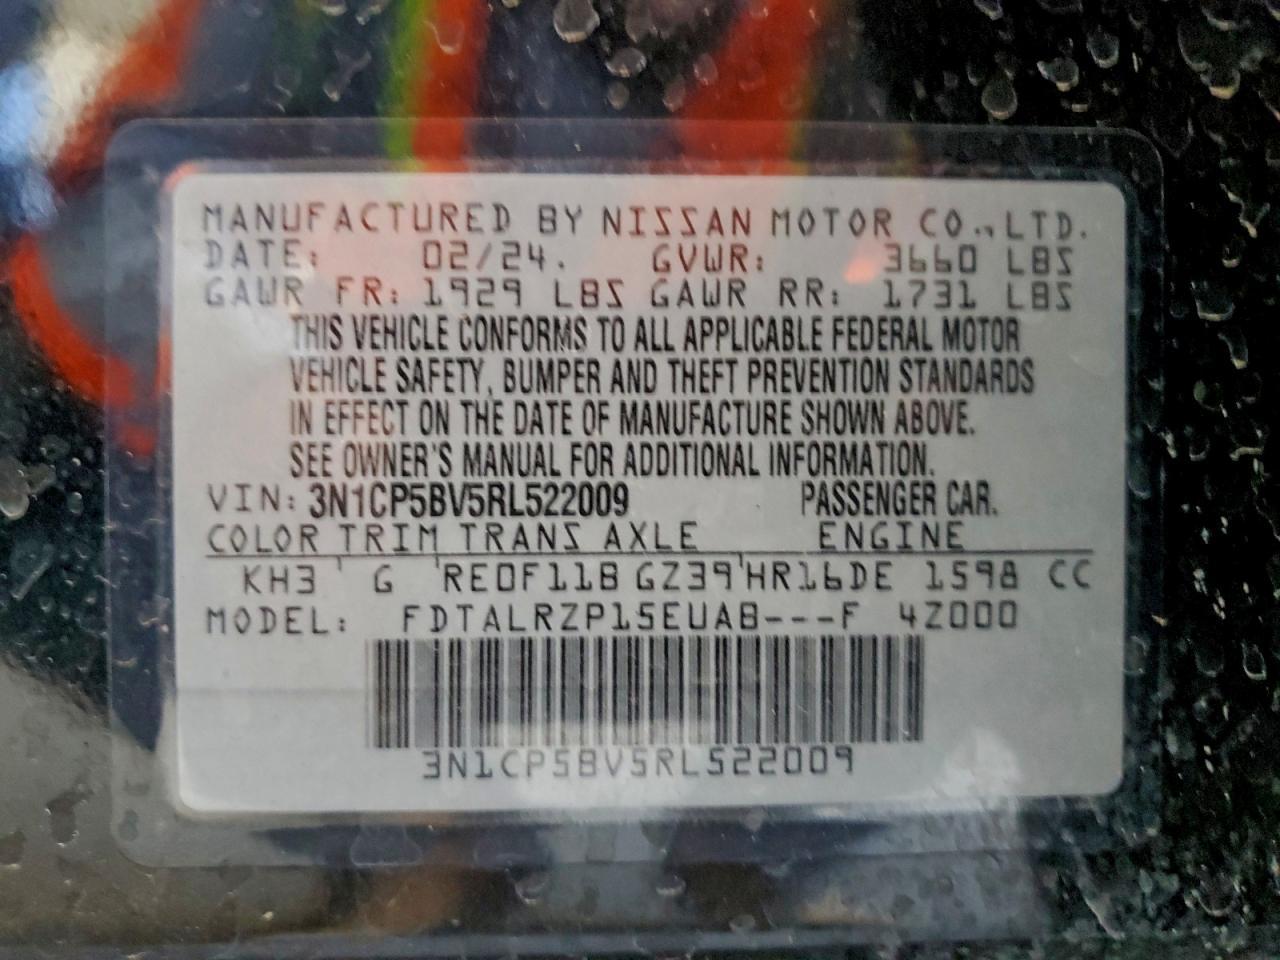 MANUFACTURED BY NISSAN MOTOR CO., LTD.
DATE: 02/24. GVWR: 3660 LBS
GAWR FR: 1929 LBS GAWR RR: 1731 LBS
THIS VEHICLE CONFORMS TO ALL APPLICABLE FEDERAL MOTOR
VEHICLE SAFETY, BUMPER AND THEFT PREVENTION STANDARDS
IN EFFECT ON THE DATE OF MANUFACTURE SHOWN ABOVE.
SEE OWNER'S MANUAL FOR ADDITIONAL INFORMATION.
VIN: 3N1CP5BV5RL522009 PASSENGER CAR.
COLOR TRIM TRANS AXLE ENGINE
KH3 G RE0F11B GZ39 HR16DE 1598 CC
MODEL: FDTALRZP15EUAB---F 4Z000
3N1CP5BV5RL522009